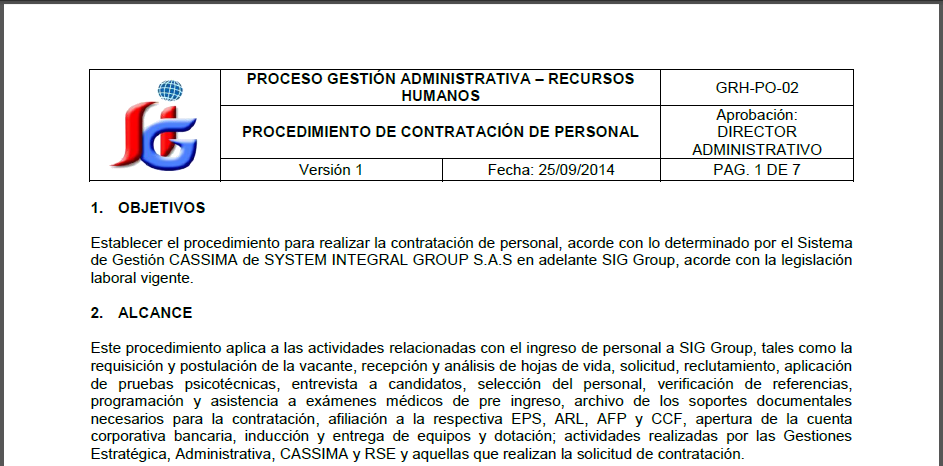 SIG
PROCESO GESTIÓN ADMINISTRATIVA – RECURSOS
HUMANOS
GRH-PO-02
PROCEDIMIENTO DE CONTRATACIÓN DE PERSONAL
Aprobación:
DIRECTOR
ADMINISTRATIVO
Versión 1
Fecha: 25/09/2014
PAG. 1 DE 7
1. OBJETIVOS
Establecer el procedimiento para realizar la contratación de personal, acorde con lo determinado por el Sistema
de Gestión CASSIMA de SYSTEM INTEGRAL GROUP S.A.S en adelante SIG Group, acorde con la legislación
laboral vigente.
2. ALCANCE
Este procedimiento aplica a las actividades relacionadas con el ingreso de personal a SIG Group, tales como la
requisición y postulación de la vacante, recepción y análisis de hojas de vida, solicitud, reclutamiento, aplicación
de pruebas psicotécnicas, entrevista a candidatos, selección del personal, verificación de referencias,
programación y asistencia a exámenes médicos de pre ingreso, archivo de los soportes documentales
necesarios para la contratación, afiliación a la respectiva EPS, ARL, AFP y CCF, apertura de la cuenta
corporativa bancaria, inducción y entrega de equipos y dotación; actividades realizadas por las Gestiones
Estratégica, Administrativa, CASSIMA y RSE y aquellas que realizan la solicitud de contratación.